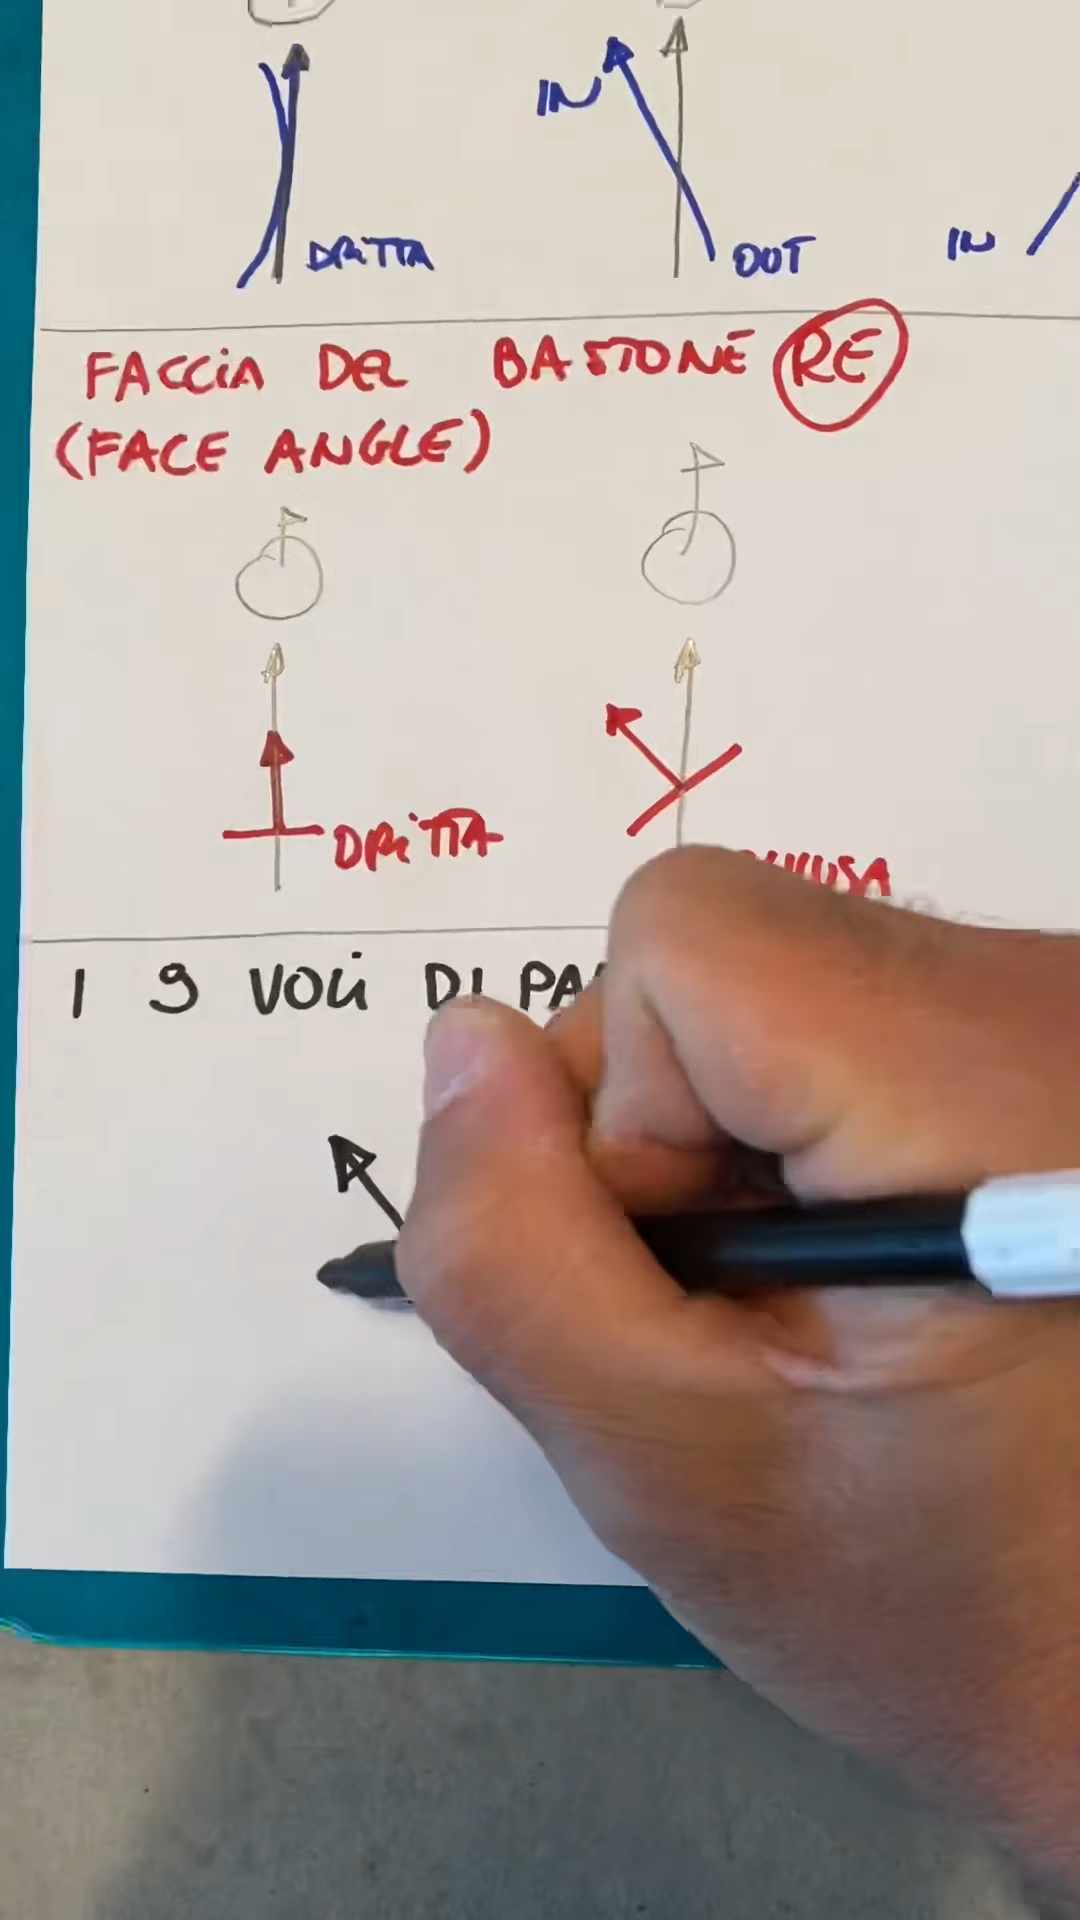 IN
DRITTA
OUT
IN
FACCIA DEL BASTONE RE
(FACE ANGLE)
DRITTA
I 9 VOLI DI